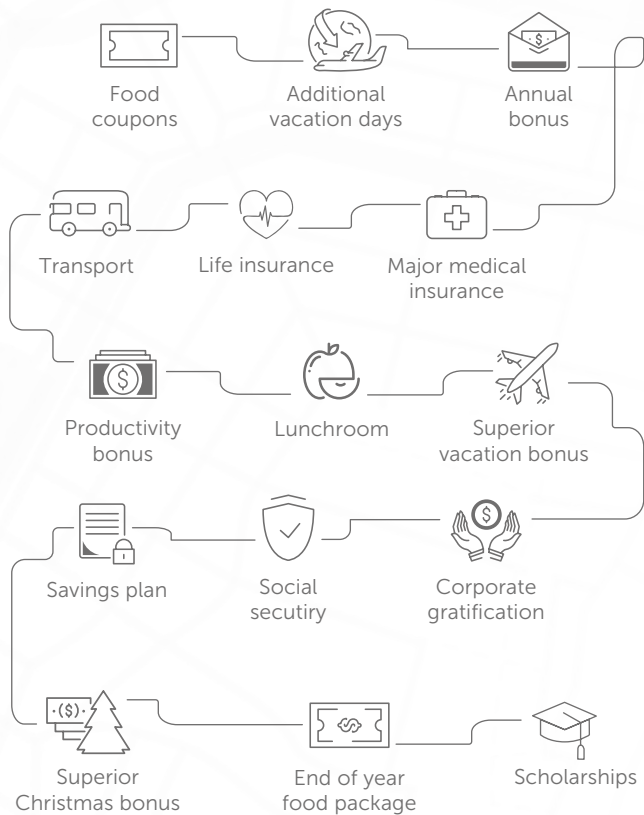 Food
coupons
Additional
vacation days
Annual
bonus
Transport
Life insurance
Major medical
insurance
Productivity
bonus
Lunchroom
Superior
vacation bonus
Savings plan
Social
secutiry
Corporate
gratification
Superior
Christmas bonus
End of year
food package
Scholarships